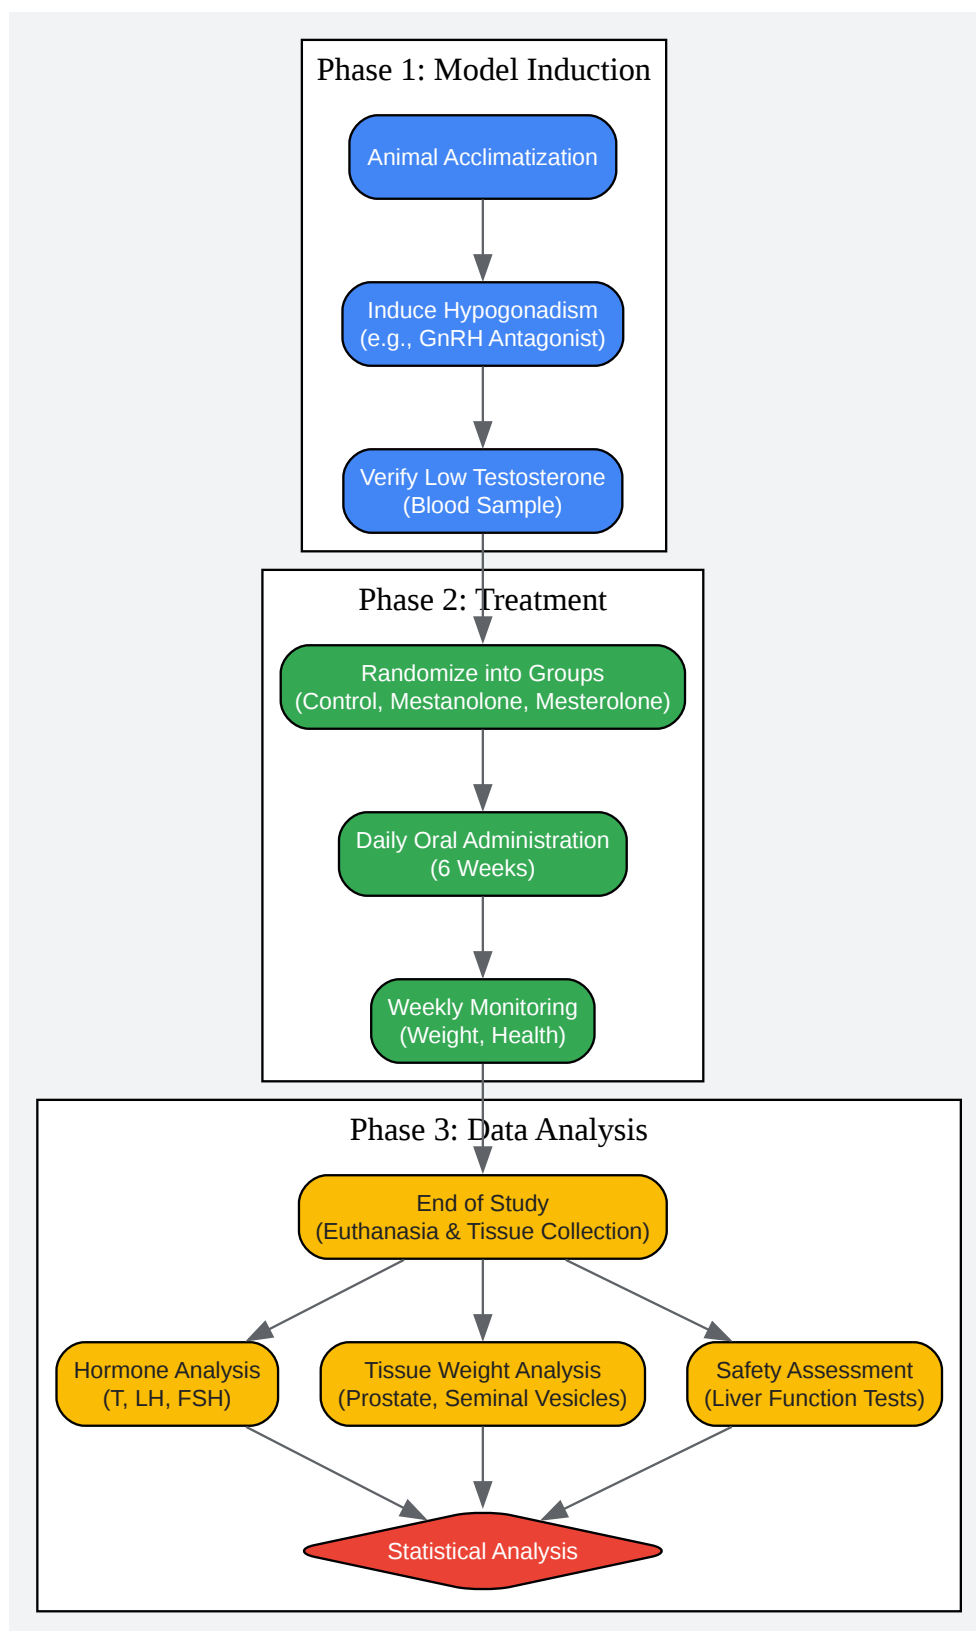 Phase 1: Model Induction
Animal Acclimatization
Induce Hypogonadism
(e.g., GnRH Antagonist)
Verify Low Testosterone
(Blood Sample)
Phase 2: Treatment
Randomize into Groups
(Control, Mestanolone, Mesterolone)
Daily Oral Administration
(6 Weeks)
Weekly Monitoring
(Weight, Health)
Phase 3: Data Analysis
End of Study
(Euthanasia & Tissue Collection)
Hormone Analysis
(T, LH, FSH)
Tissue Weight Analysis
(Prostate, Seminal Vesicles)
Safety Assessment
(Liver Function Tests)
Statistical Analysis